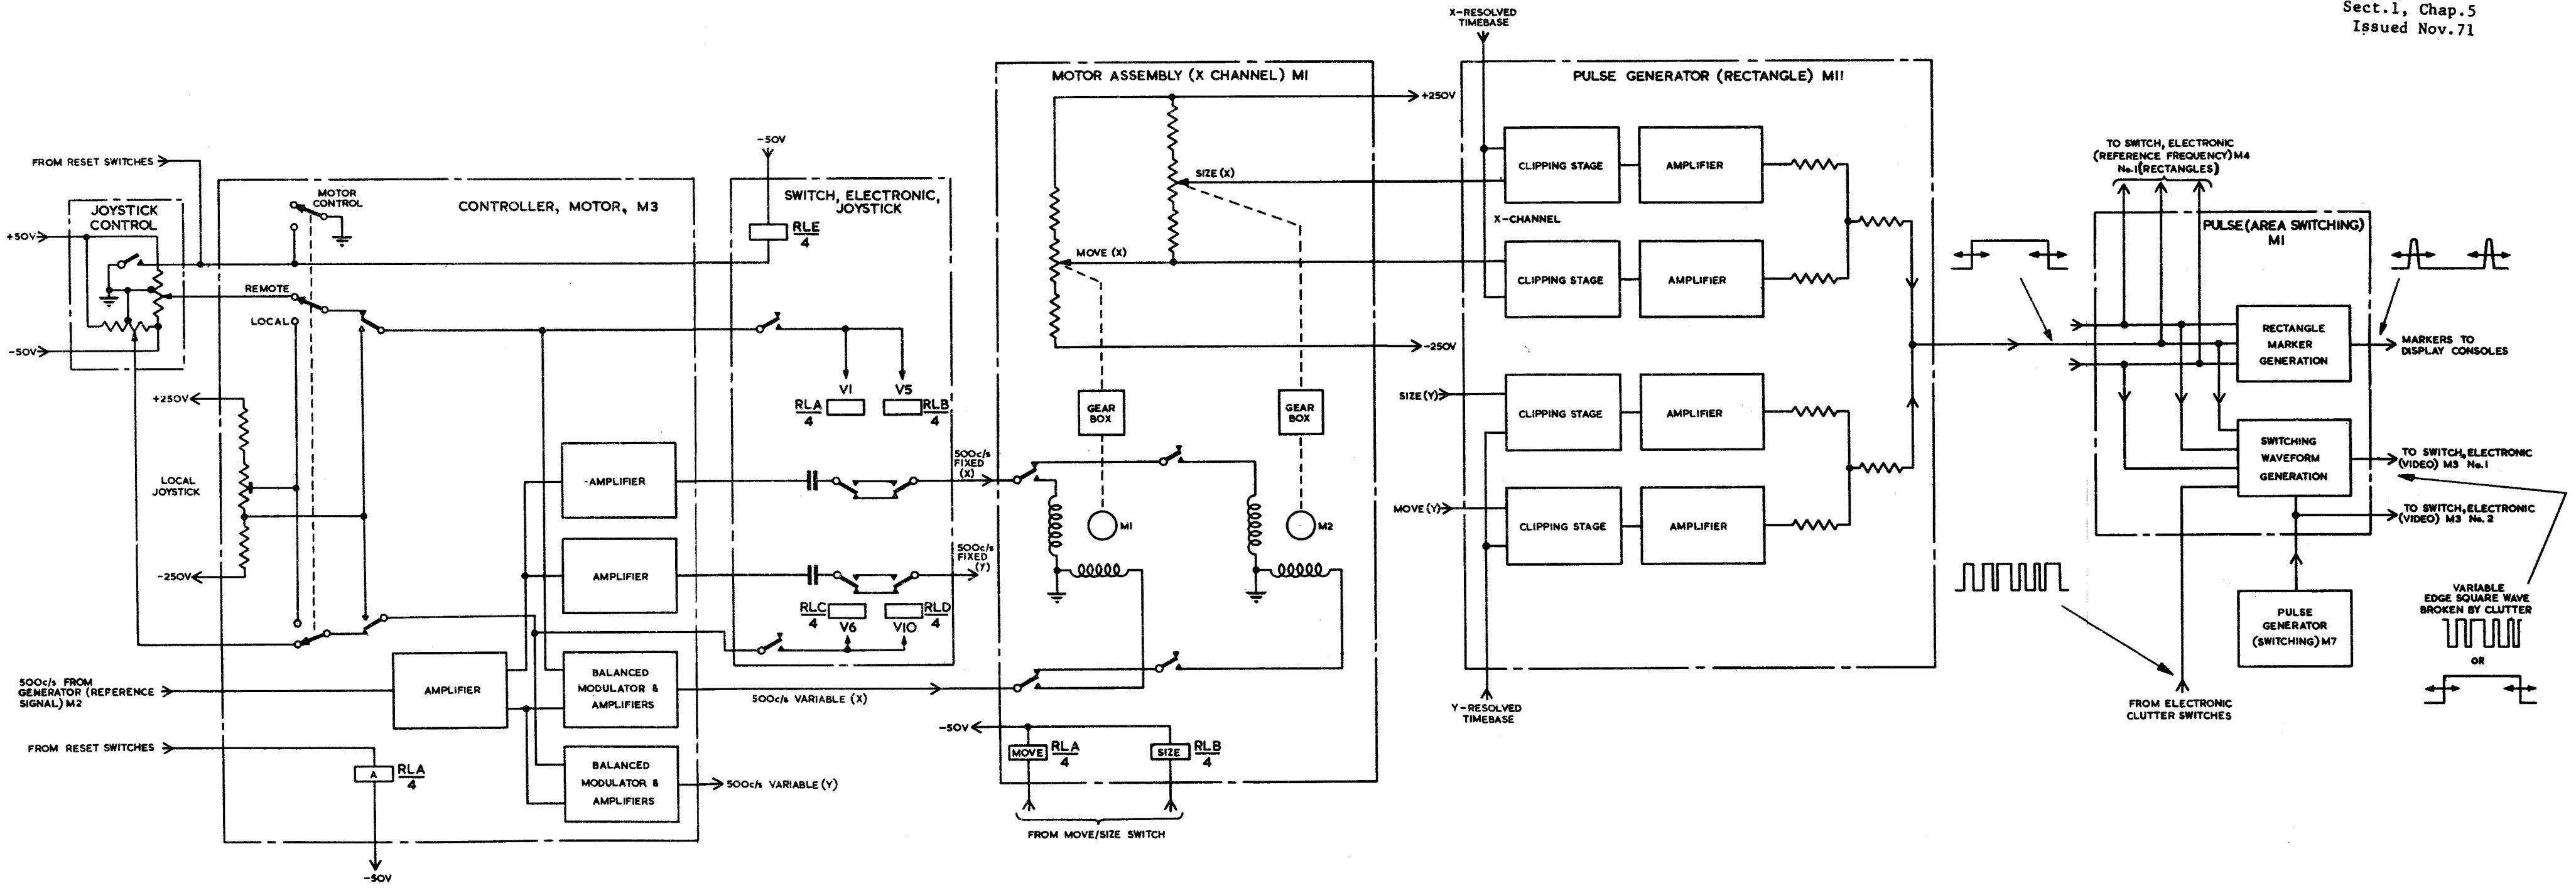 Sect.1, Chap.5
Issued Nov.71
X-RESOLVED
TIMEBASE
MOTOR ASSEMBLY (X CHANNEL) M1
PULSE GENERATOR (RECTANGLE) M11
+250V
-50V
FROM RESET SWITCHES
JOYSTICK
CONTROL
+50V
-50V
MOTOR
CONTROL
CONTROLLER, MOTOR, M3
SWITCH, ELECTRONIC,
JOYSTICK
RLE
4
REMOTE
LOCAL
+250V
LOCAL
JOYSTICK
-250V
V1
V5
RLA
4
RLB
4
AMPLIFIER
AMPLIFIER
500c/s
FIXED
(X)
500c/s
FIXED
(Y)
RLC
4
RLD
4
V6
V10
500c/s FROM
GENERATOR (REFERENCE
SIGNAL) M2
AMPLIFIER
BALANCED
MODULATOR &
AMPLIFIERS
500c/s VARIABLE (X)
FROM RESET SWITCHES
A
RLA
4
BALANCED
MODULATOR &
AMPLIFIERS
500c/s VARIABLE (Y)
-50V
SIZE (X)
MOVE (X)
-250V
GEAR
BOX
GEAR
BOX
M1
M2
-50V
MOVE
RLA
4
SIZE
RLB
4
FROM MOVE/SIZE SWITCH
CLIPPING STAGE
AMPLIFIER
X-CHANNEL
CLIPPING STAGE
AMPLIFIER
SIZE (Y)
CLIPPING STAGE
AMPLIFIER
MOVE (Y)
CLIPPING STAGE
AMPLIFIER
Y-RESOLVED
TIMEBASE
TO SWITCH, ELECTRONIC
(REFERENCE FREQUENCY) M4
No.1 (RECTANGLES)
PULSE (AREA SWITCHING)
M1
RECTANGLE
MARKER
GENERATION
MARKERS TO
DISPLAY CONSOLES
SWITCHING
WAVEFORM
GENERATION
TO SWITCH, ELECTRONIC
(VIDEO) M3 No.1
TO SWITCH, ELECTRONIC
(VIDEO) M3 No.2
PULSE
GENERATOR
(SWITCHING) M7
FROM ELECTRONIC
CLUTTER SWITCHES
VARIABLE
EDGE SQUARE WAVE
BROKEN BY CLUTTER
OR